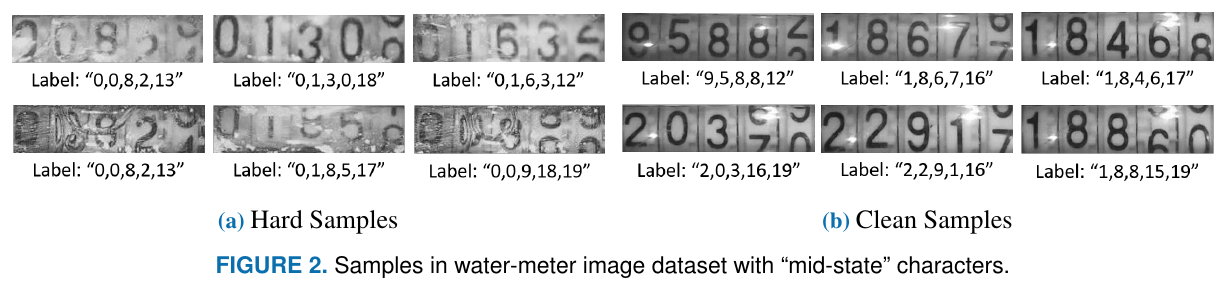 Label: “0,0,8,2,13”
Label: “0,1,3,0,18”
Label: “0,1,6,3,12”
Label: “9,5,8,8,12”
Label: “1,8,6,7,16”
Label: “1,8,4,6,17”
Label: “0,0,8,2,13”
Label: “0,1,8,5,17”
Label: “0,0,9,18,19”
Label: “2,0,3,16,19”
Label: “2,2,9,1,16”
Label: “1,8,8,15,19”
(a) Hard Samples
(b) Clean Samples
FIGURE 2. Samples in water-meter image dataset with “mid-state” characters.